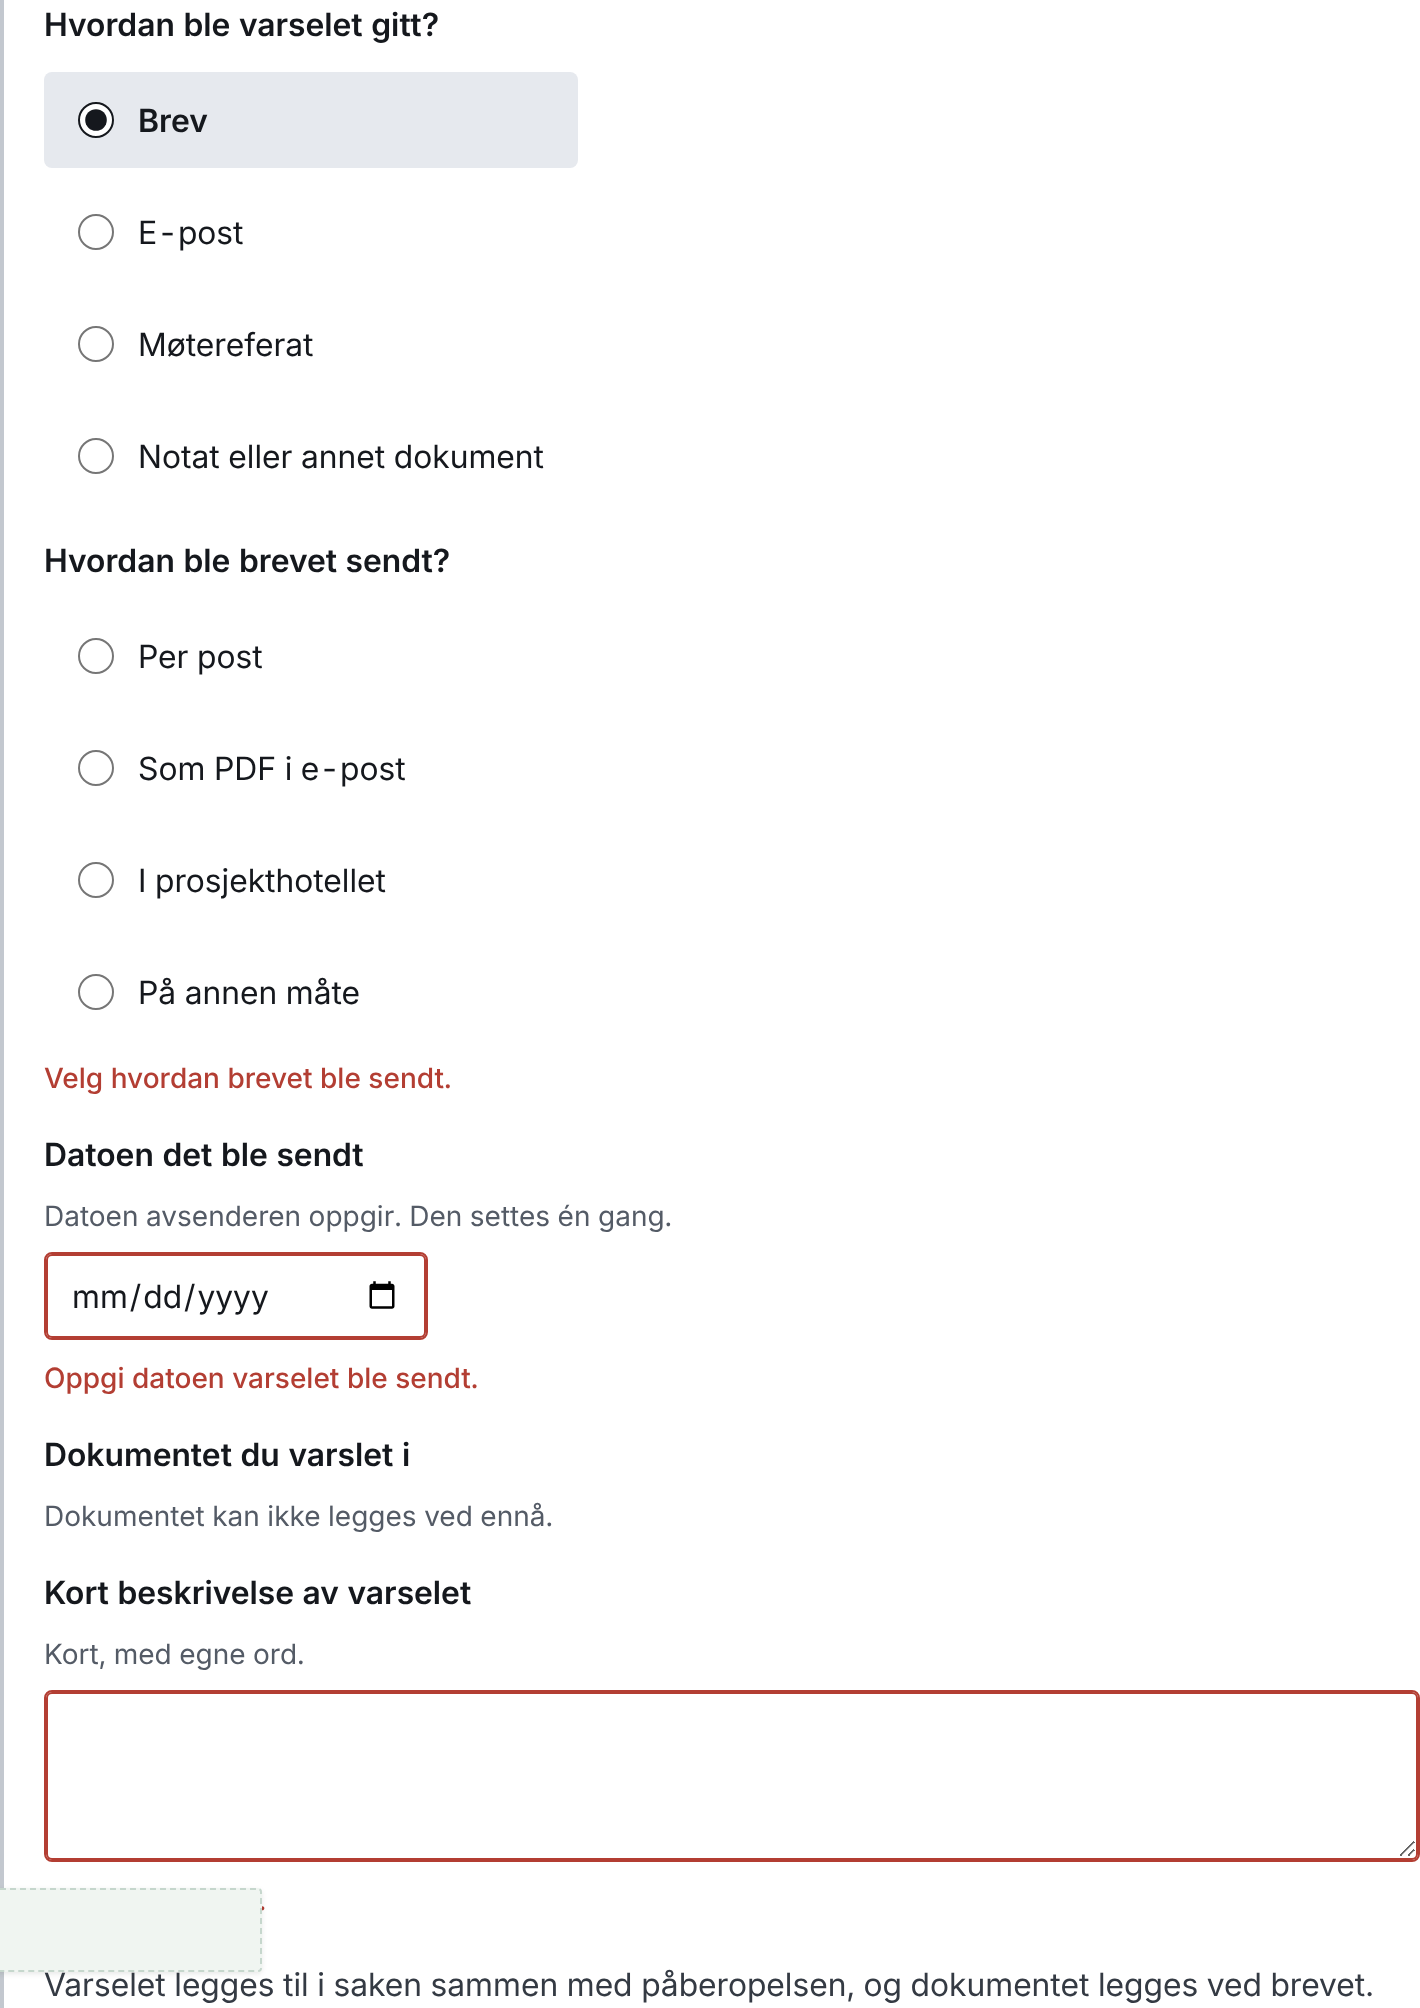 Hvordan ble varselet gitt?
Brev
E-post
Møtereferat
Notat eller annet dokument
Hvordan ble brevet sendt?
Per post
Som PDF i e-post
I prosjekthotellet
På annen måte
Velg hvordan brevet ble sendt.
Datoen det ble sendt
Datoen avsenderen oppgir. Den settes én gang.
mm/dd/yyyy
Oppgi datoen varselet ble sendt.
Dokumentet du varslet i
Dokumentet kan ikke legges ved ennå.
Kort beskrivelse av varselet
Kort, med egne ord.
Varselet legges til i saken sammen med påberopelsen, og dokumentet legges ved brevet.